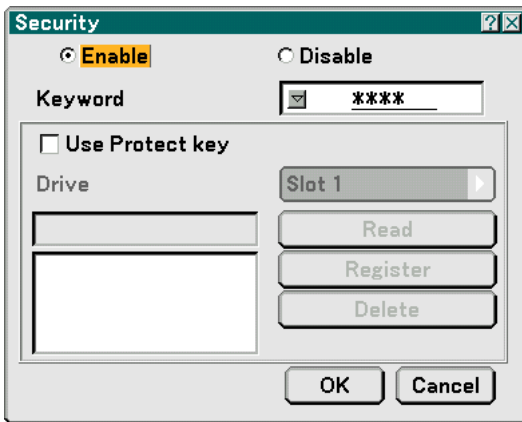 Security
Enable Disable
Keyword ****
Use Protect key
Drive Slot 1
Read
Register
Delete
OK Cancel